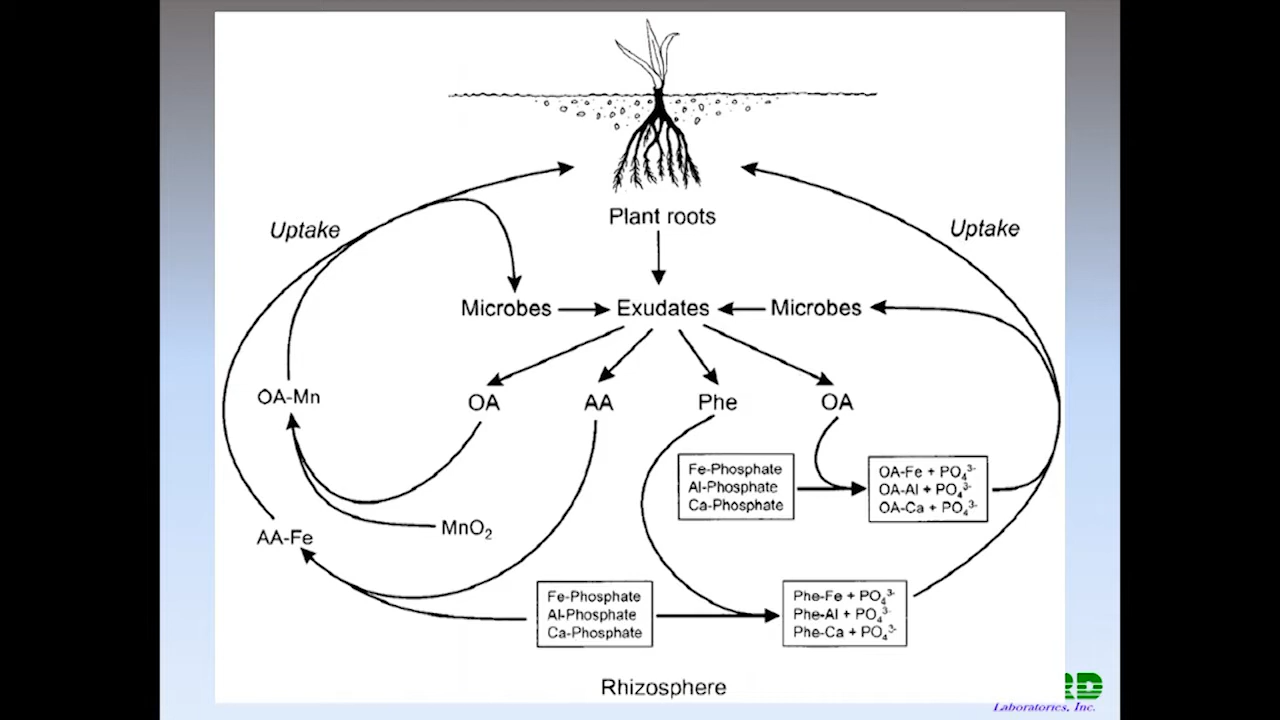 Plant roots
Uptake
Uptake
Microbes
Exudates
Microbes
OA-Mn
OA
AA
Phe
OA
Fe-Phosphate
Al-Phosphate
Ca-Phosphate
OA-Fe + PO₄³⁻
OA-Al + PO₄³⁻
OA-Ca + PO₄³⁻
MnO₂
AA-Fe
Fe-Phosphate
Al-Phosphate
Ca-Phosphate
Phe-Fe + PO₄³⁻
Phe-Al + PO₄³⁻
Phe-Ca + PO₄³⁻
Rhizosphere
Laboratories, Inc.